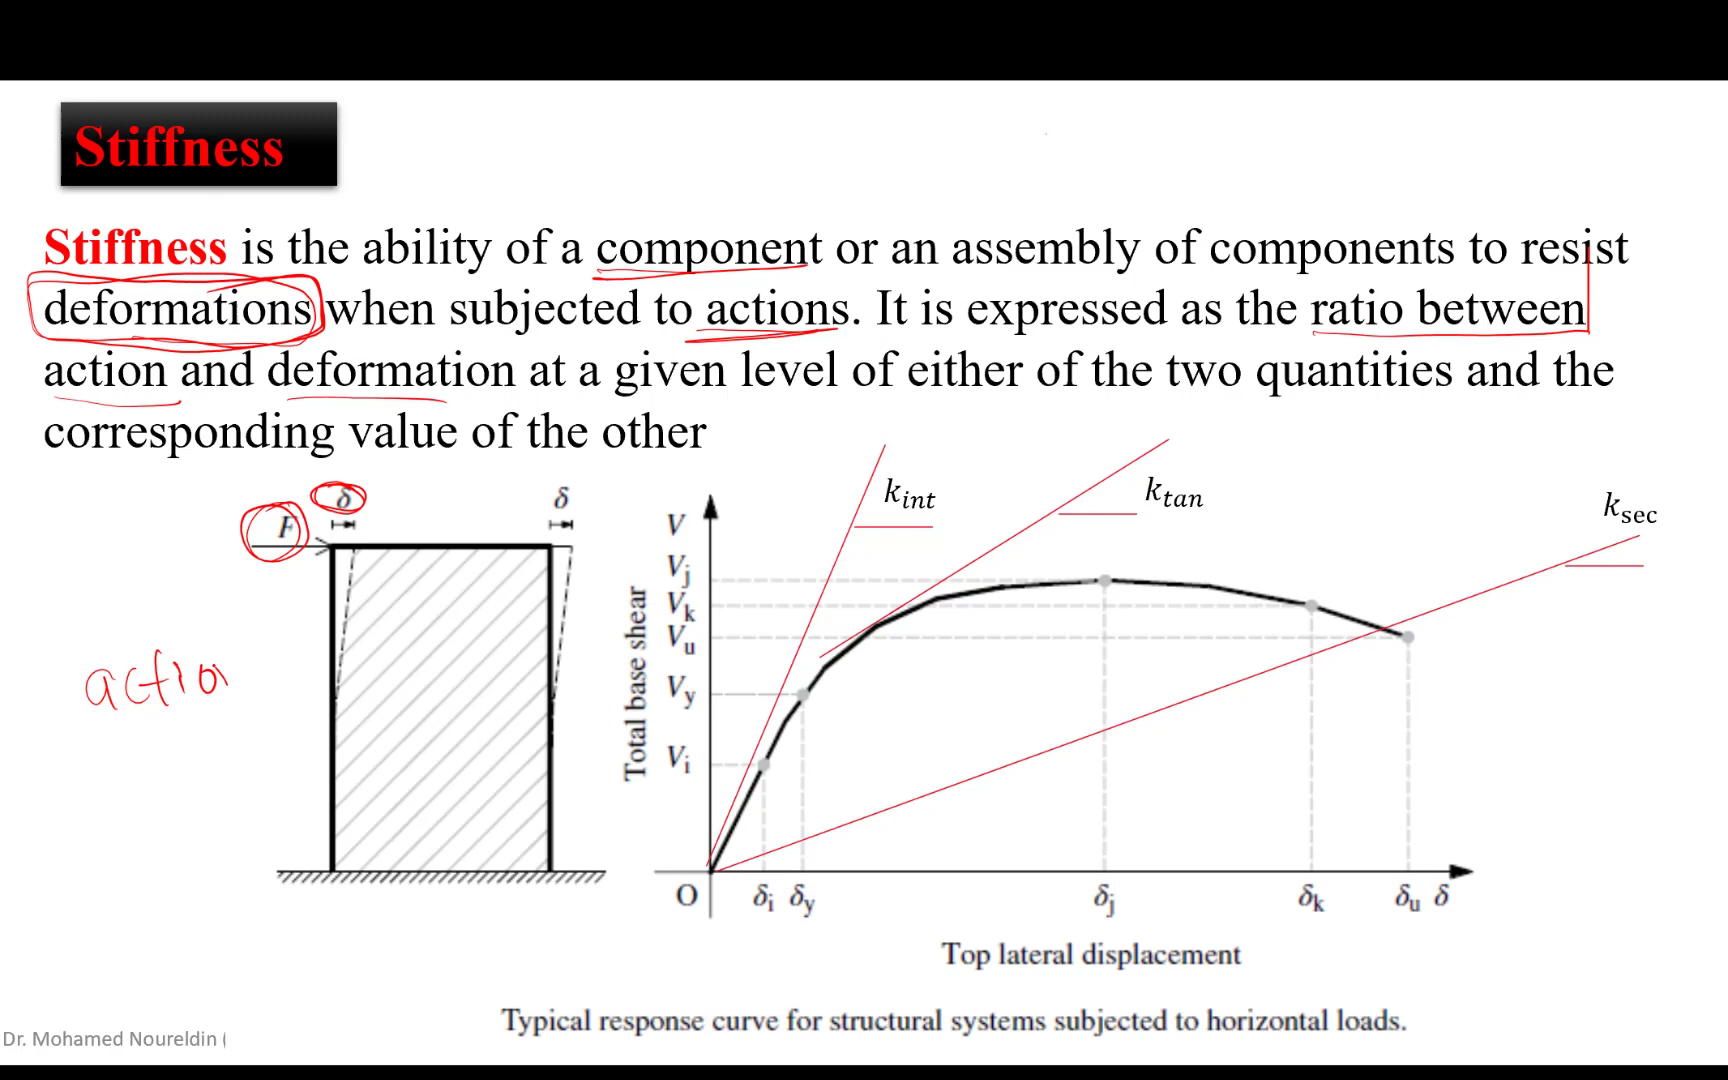 Stiffness
Stiffness is the ability of a component or an assembly of components to resist
deformations when subjected to actions. It is expressed as the ratio between
action and deformation at a given level of either of the two quantities and the
corresponding value of the other
δ
δ
F
actio
k_int
k_tan
k_sec
V
V_j
V_k
V_u
V_y
V_i
Total base shear
O δ_i δ_y δ_j δ_k δ_u δ
Top lateral displacement
Typical response curve for structural systems subjected to horizontal loads.
Dr. Mohamed Noureldin (